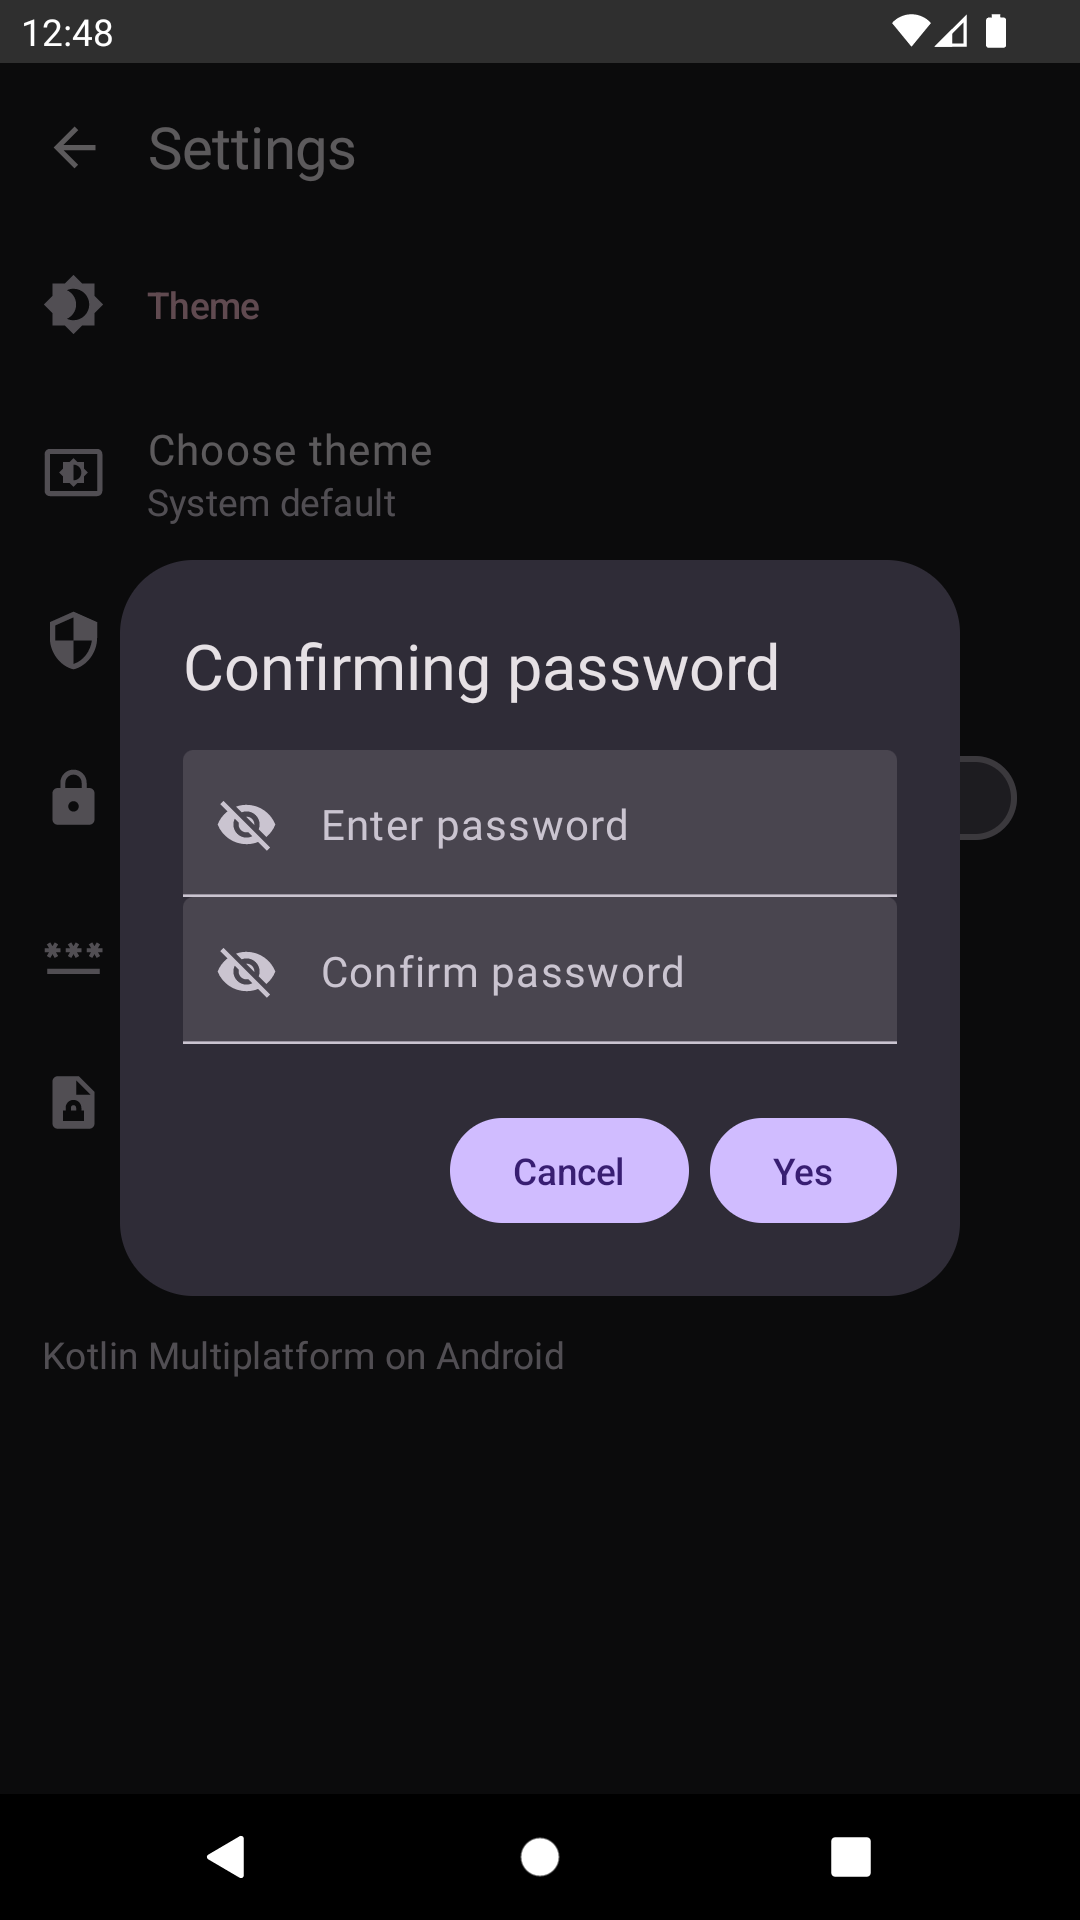 12:48
Settings
Theme
Choose theme
System default
Confirming password
Enter password
Confirm password
Cancel
Yes
Kotlin Multiplatform on Android